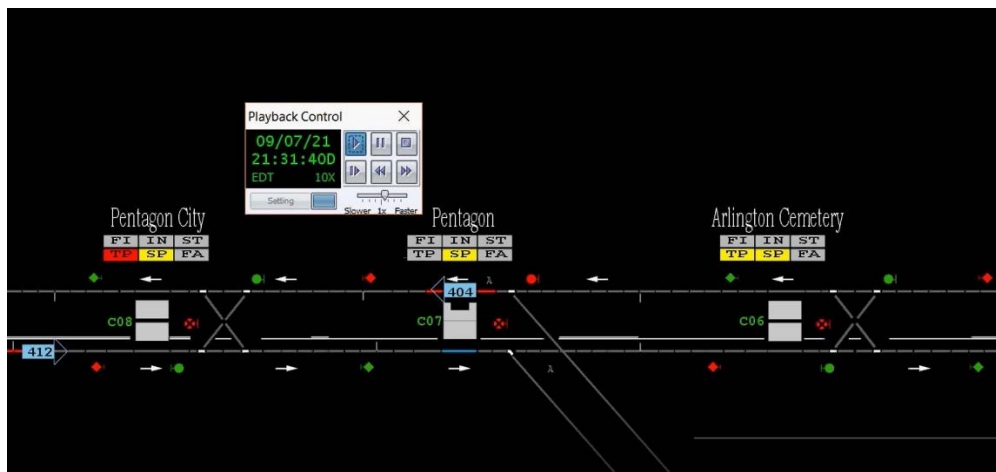 Playback Control
09/07/21
21:31:40D
EDT 10X
Setting
Slower 1x Faster
Pentagon City Pentagon Arlington Cemetery
FI IN ST FI IN ST FI IN ST
TP SP FA TP SP FA TP SP FA
404
C08 C07 C06
412